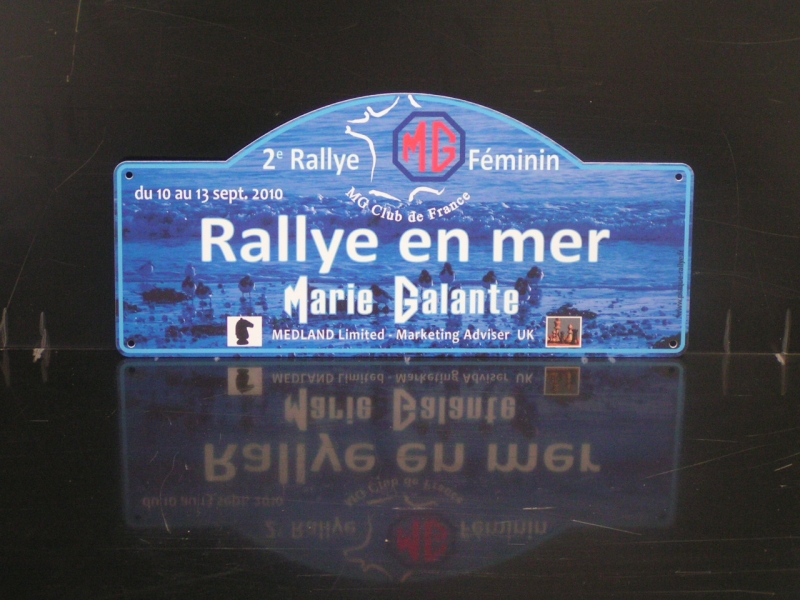 2e Rallye MG Féminin
MG Club de France
du 10 au 13 sept. 2010
Rallye en mer
Marie Galante
MEDLAND Limited - Marketing Adviser UK